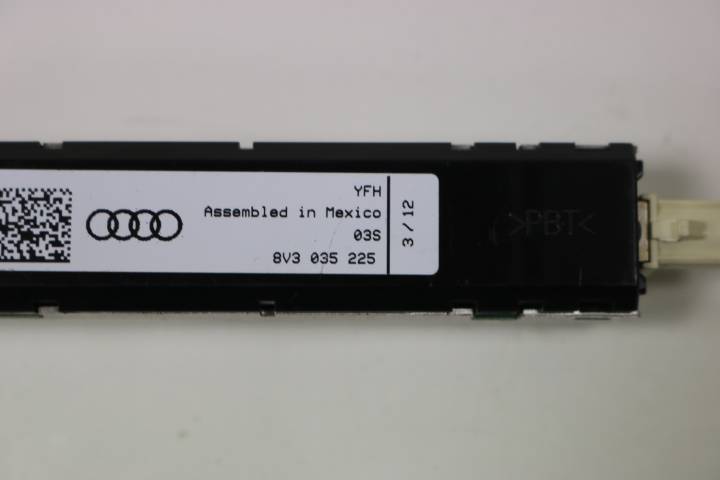 YFH
Assembled in Mexico
03S
8V3 035 225
3 / 12
>PBT<